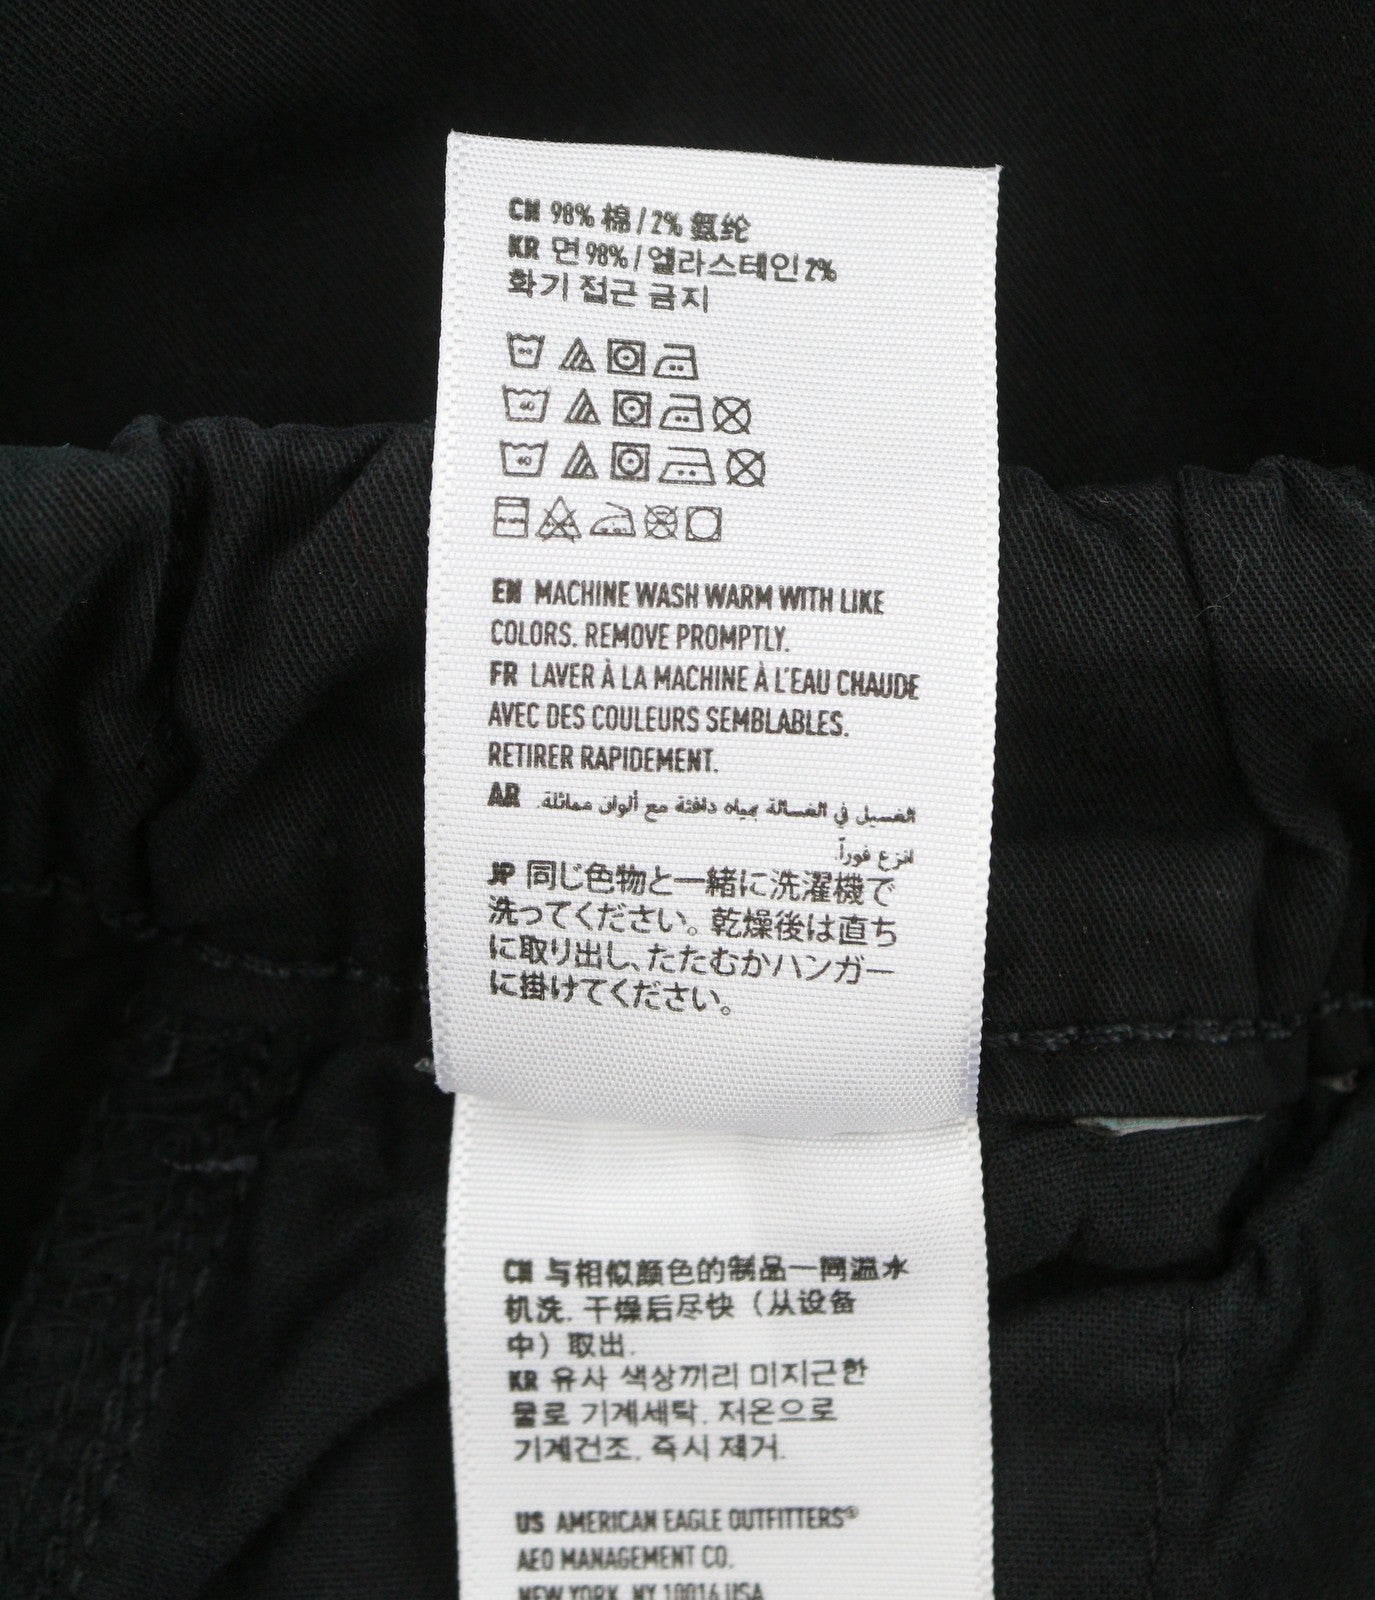 CN 98% 棉 / 2% 氨纶
KR 면 98% / 엘라스테인 2%
화기 접근 금지
40
40
EN MACHINE WASH WARM WITH LIKE
COLORS. REMOVE PROMPTLY.
FR LAVER À LA MACHINE À L'EAU CHAUDE
AVEC DES COULEURS SEMBLABLES.
RETIRER RAPIDEMENT.
AR الغسيل في الغسالة بمياه دافئة مع ألوان مماثلة.
انزع فوراً.
JP 同じ色物と一緒に洗濯機で
洗ってください。乾燥後は直ち
に取り出し、たたむかハンガー
に掛けてください。
CN 与相似颜色的制品一同温水
机洗. 干燥后尽快（从设备
中）取出.
KR 유사 색상끼리 미지근한
물로 기계세탁. 저온으로
기계건조. 즉시 제거.
US AMERICAN EAGLE OUTFITTERS®
AEO MANAGEMENT CO.
NEW YORK, NY 10016 USA